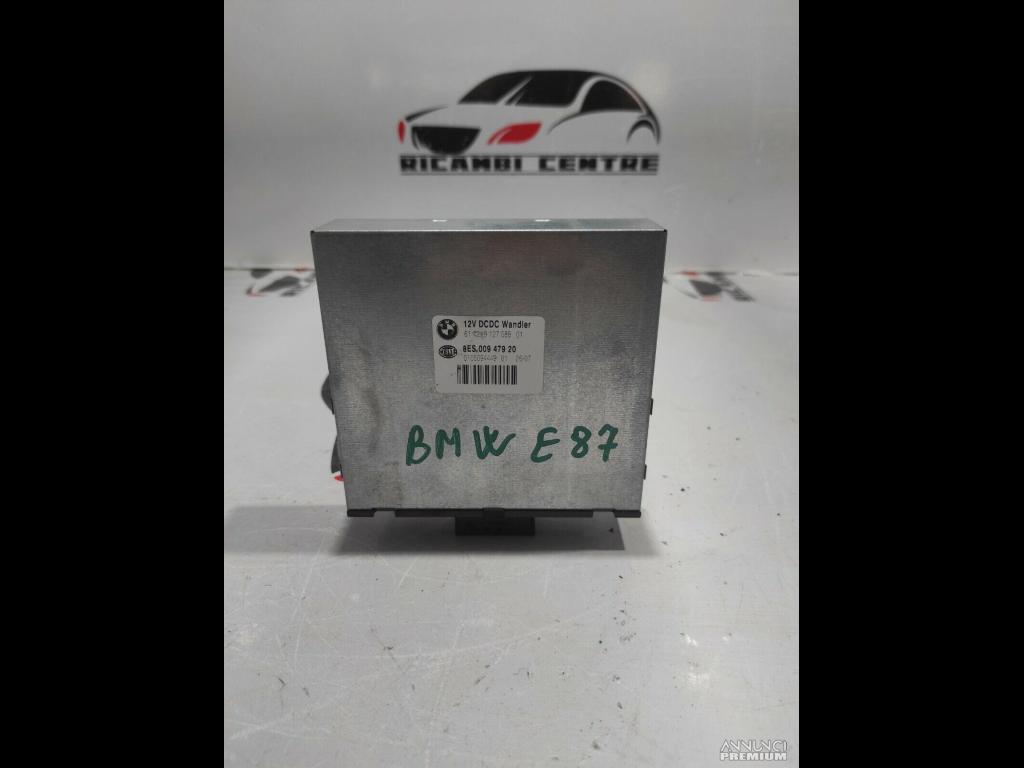 RICAMBI CENTRE
12V DCDC Wandler
8ES.009 479 20
BMW E87
ANNUNCI
PREMIUM